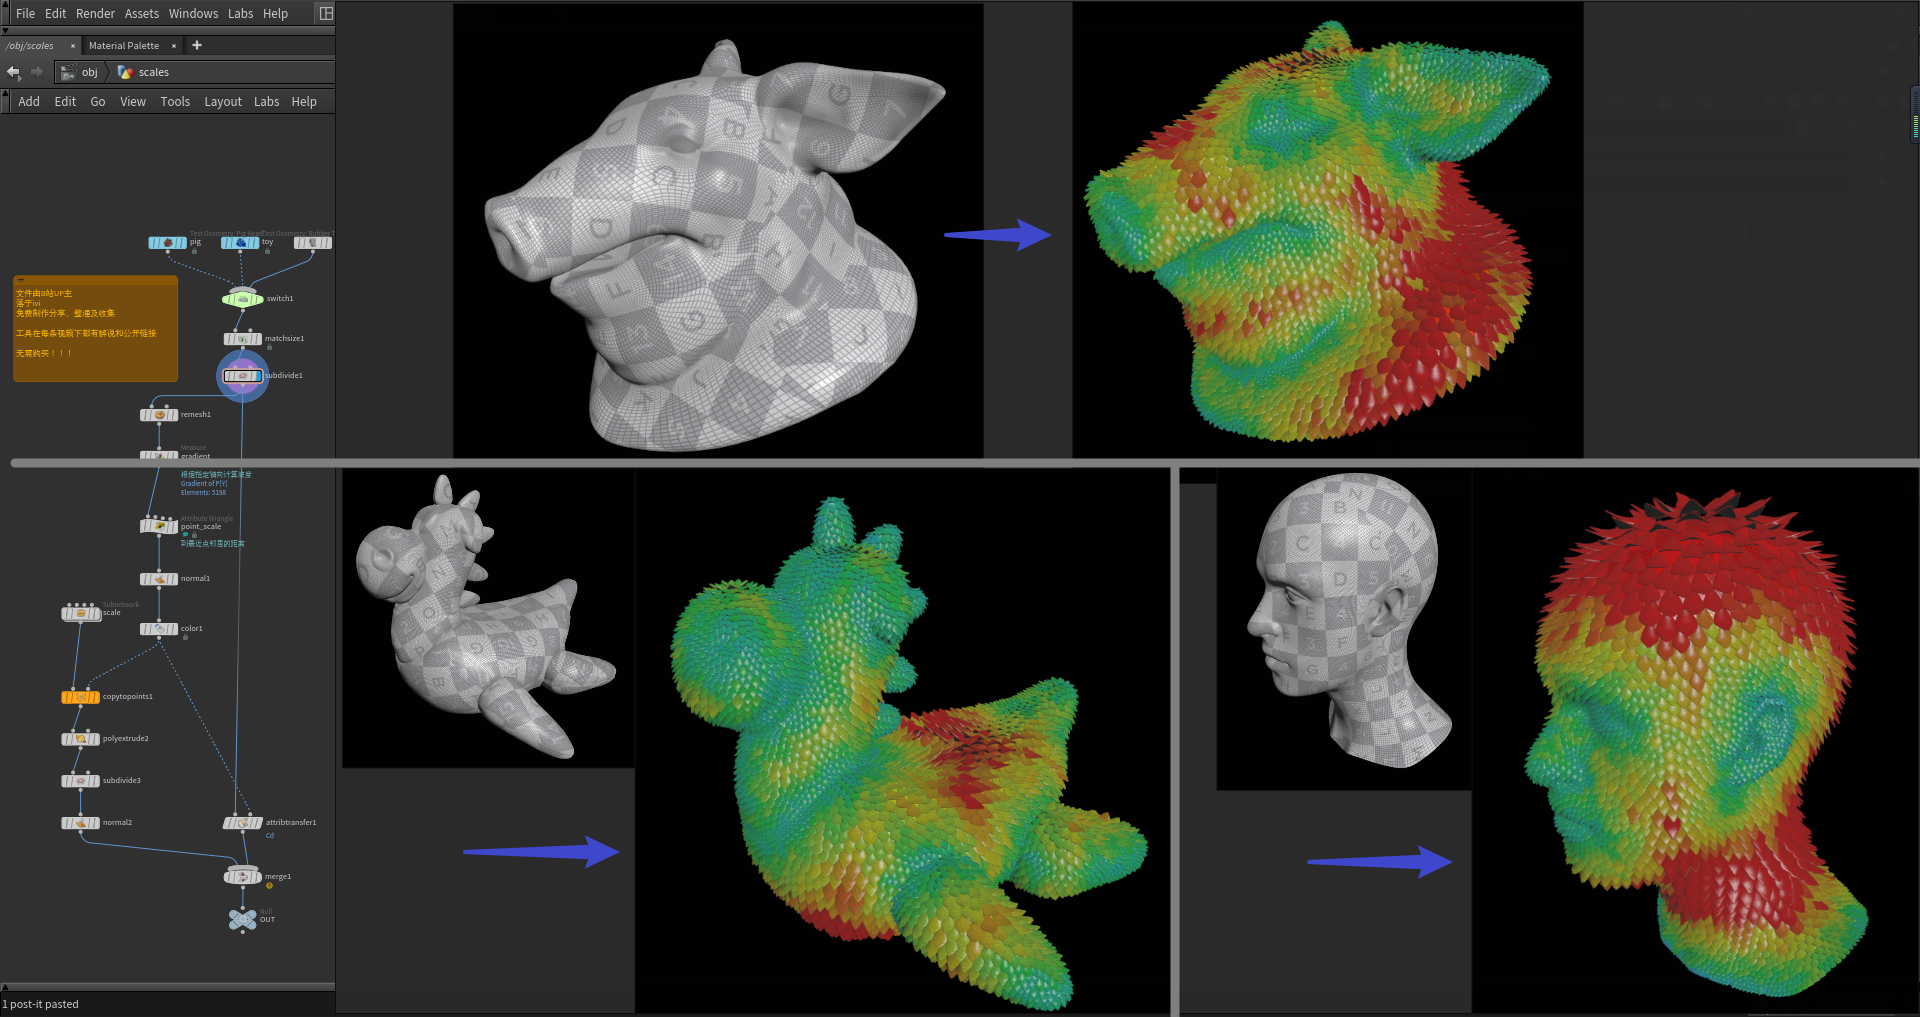 File Edit Render Assets Windows Labs Help
/obj/scales × Material Palette × +
obj scales
Add Edit Go View Tools Layout Labs Help
Test Geometry: Pig Head
Test Geometry: Rubber T
pig
toy
switch1
文件由B站UP主
落于ivi
免费制作分享、整理及收集
工具在每条视频下都有解说和公开链接
无需购买！！！
matchsize1
subdivide1
remesh1
Measure
gradient
根据指定轴向计算梯度
Gradient of P[Y]
Elements: 5198
Attribute Wrangle
point_scale
到最近点邻居的距离
normal1
Subnetwork
scale
color1
copytopoints1
polyextrude2
subdivide3
normal2
attribtransfer1
Cd
merge1
Null
OUT
1 post-it pasted